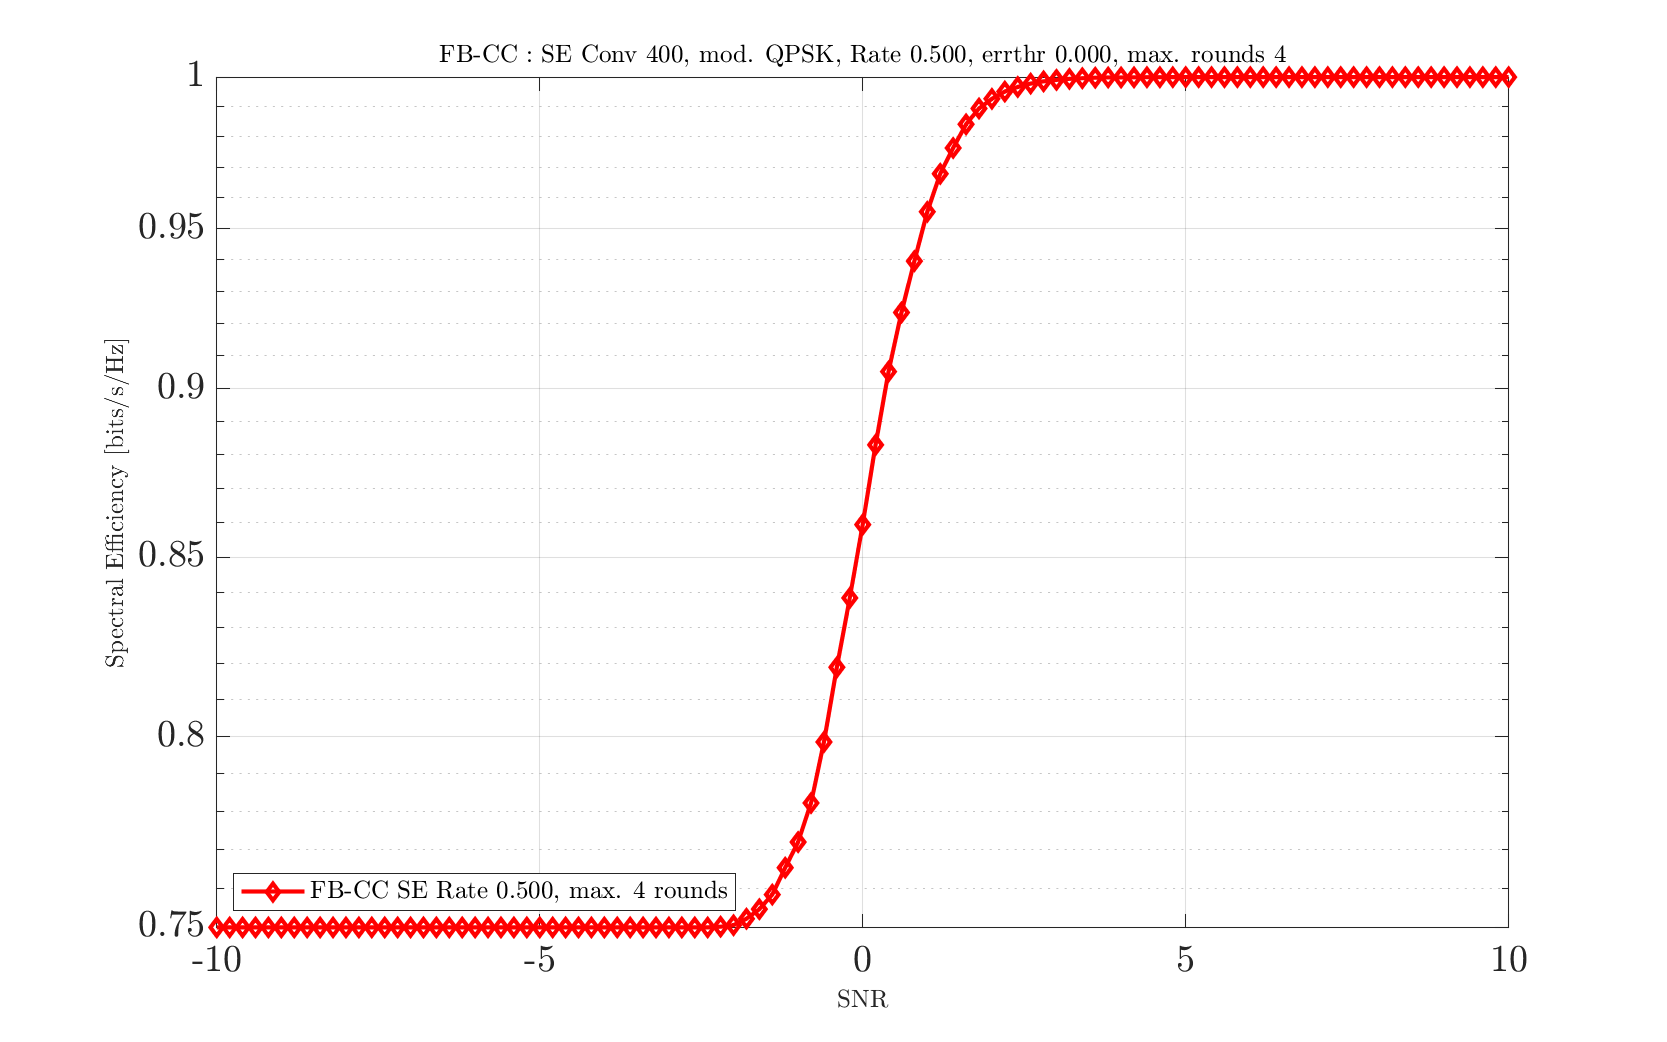 FB-CC : SE Conv 400, mod. QPSK, Rate 0.500, errthr 0.000, max. rounds 4
1
0.95
0.9
0.85
0.8
0.75
Spectral Efficiency [bits/s/Hz]
FB-CC SE Rate 0.500, max. 4 rounds
-10 -5 0 5 10
SNR